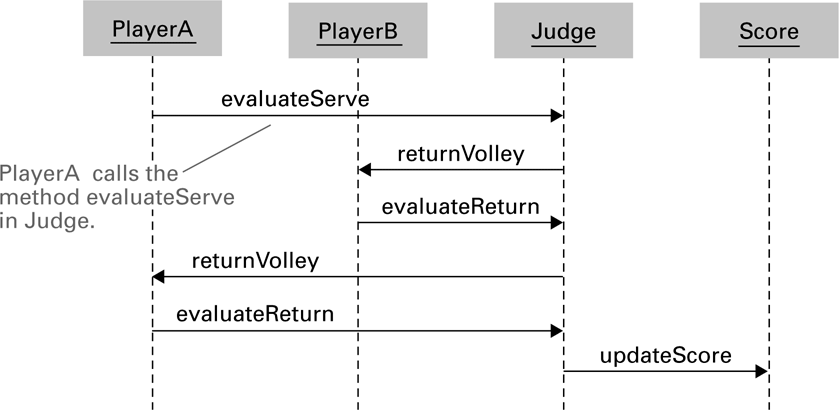 PlayerA
PlayerB
Judge
Score
evaluateServe
returnVolley
PlayerA calls the
method evaluateServe
in Judge.
evaluateReturn
returnVolley
evaluateReturn
updateScore